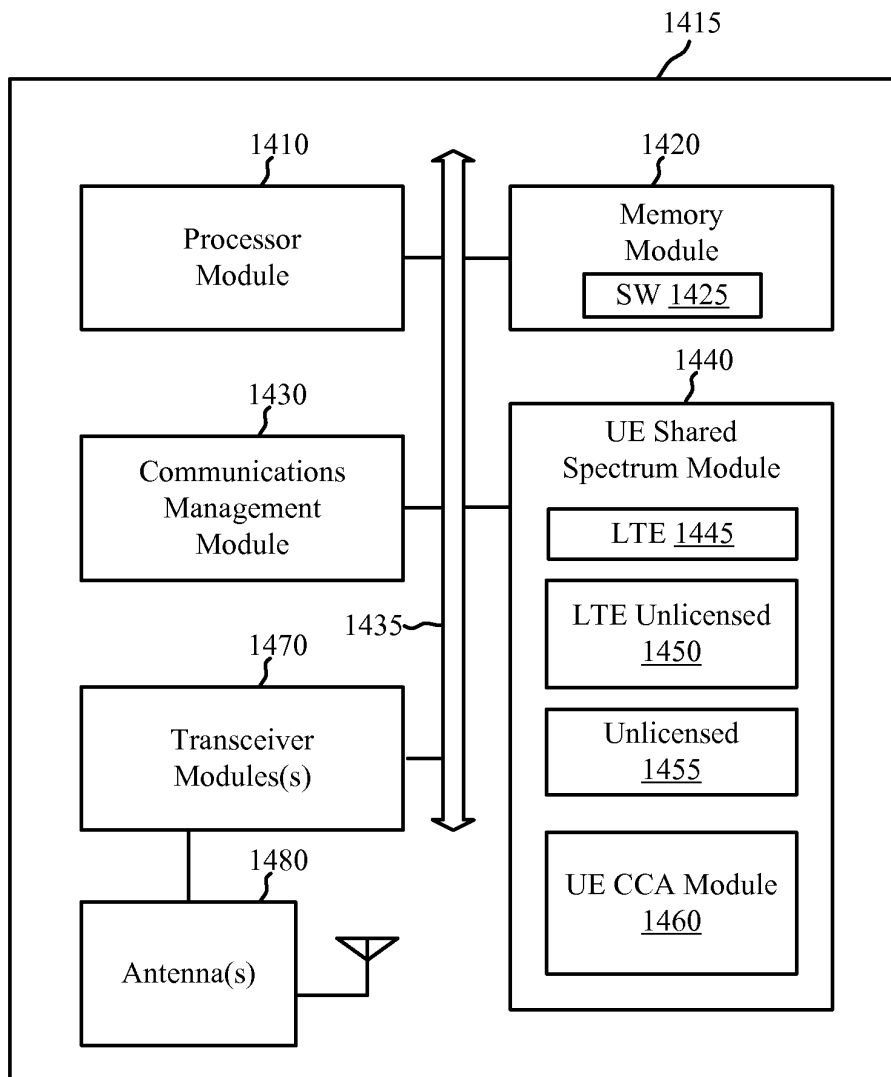 1415
1410
Processor
Module
1420
Memory
Module
SW 1425
1430
Communications
Management
Module
1440
UE Shared
Spectrum Module
LTE 1445
LTE Unlicensed
1450
Unlicensed
1455
UE CCA Module
1460
1435
1470
Transceiver
Modules(s)
1480
Antenna(s)